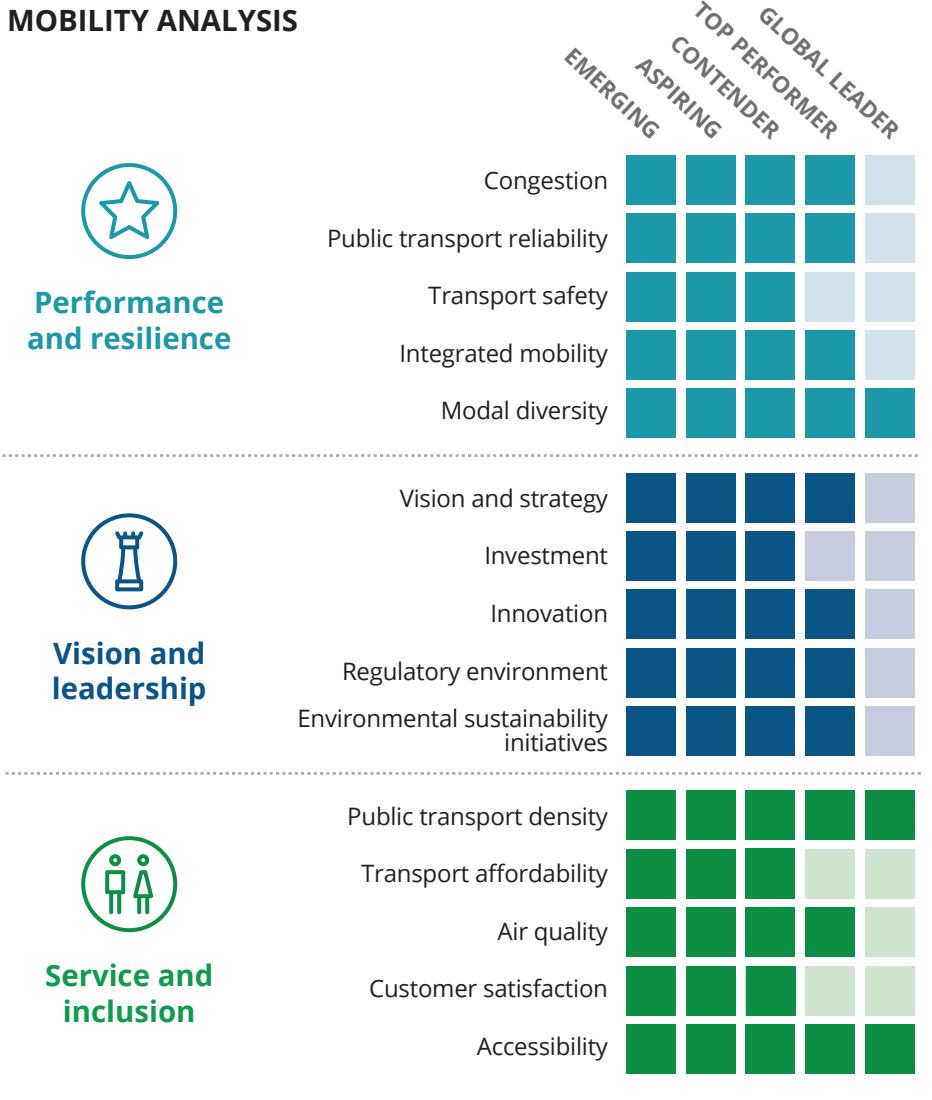 MOBILITY ANALYSIS
EMERGING
ASPIRING
CONTENDER
TOP PERFORMER
GLOBAL LEADER
Performance
and resilience
Congestion
Public transport reliability
Transport safety
Integrated mobility
Modal diversity
Vision and
leadership
Vision and strategy
Investment
Innovation
Regulatory environment
Environmental sustainability
initiatives
Service and
inclusion
Public transport density
Transport affordability
Air quality
Customer satisfaction
Accessibility